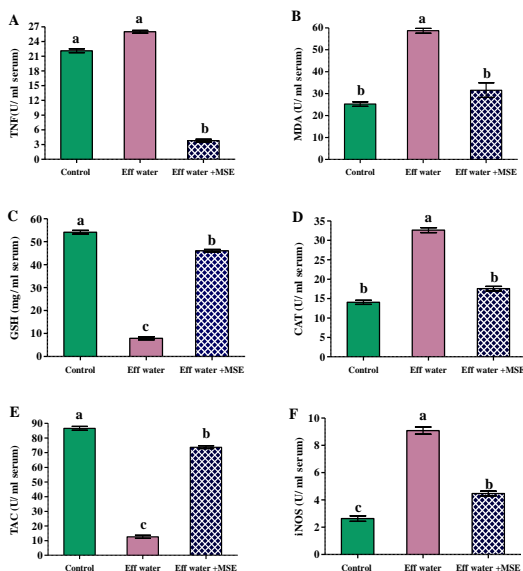 A
TNF(U/ ml serum)
27
24
21
18
15
12
9
6
3
0
a
a
b
Control
Eff water
Eff water +MSE
B
MDA (U/ ml serum)
60
50
40
30
20
10
0
b
a
b
Control
Eff water
Eff water +MSE
C
GSH (mg/ ml serum)
60
50
40
30
20
10
0
a
c
b
Control
Eff water
Eff water+MSE
D
CAT (U/ ml serum)
35
30
25
20
15
10
5
0
b
a
b
Control
Eff water
Eff water +MSE
E
TAC (U/ ml serum)
90
80
70
60
50
40
30
20
10
0
a
c
b
Control
Eff water
Eff water +MSE
F
iNOS (U/ ml serum)
10
8
6
4
2
0
c
a
b
Control
Eff water
Eff water +MSE